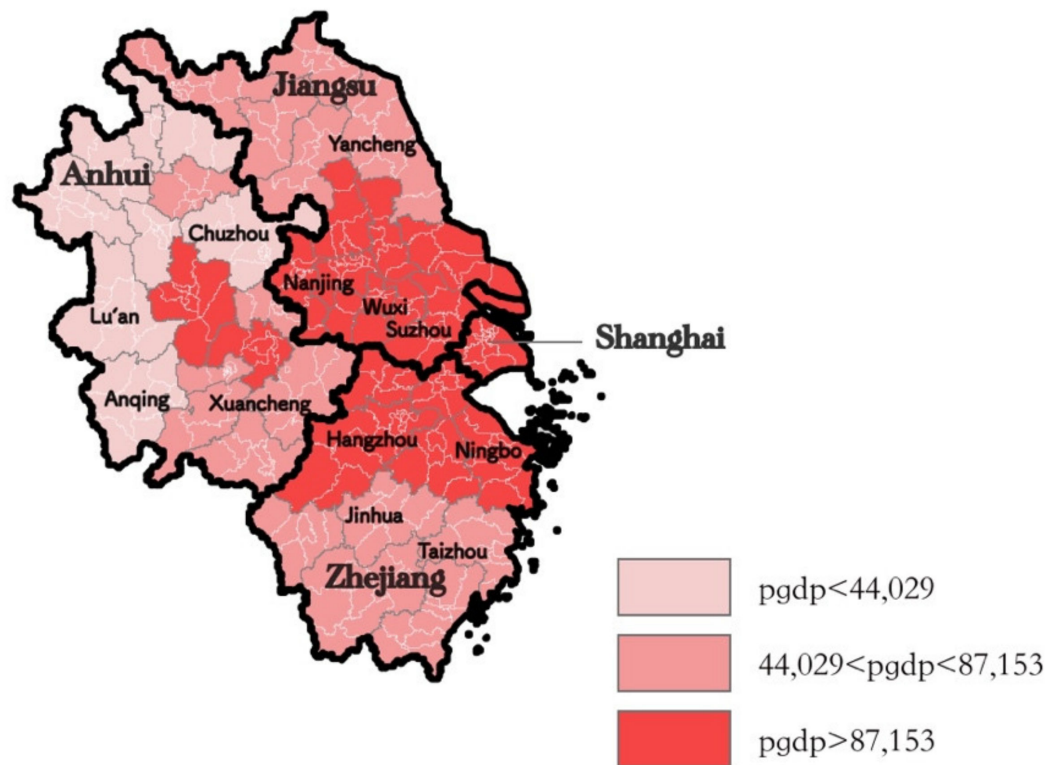 Jiangsu
Yancheng
Anhui
Chuzhou
Nanjing
Wuxi
Lu'an
Suzhou
Shanghai
Anqing
Xuancheng
Hangzhou
Ningbo
Jinhua
Taizhou
Zhejiang
pgdp<44,029
44,029<pgdp<87,153
pgdp>87,153